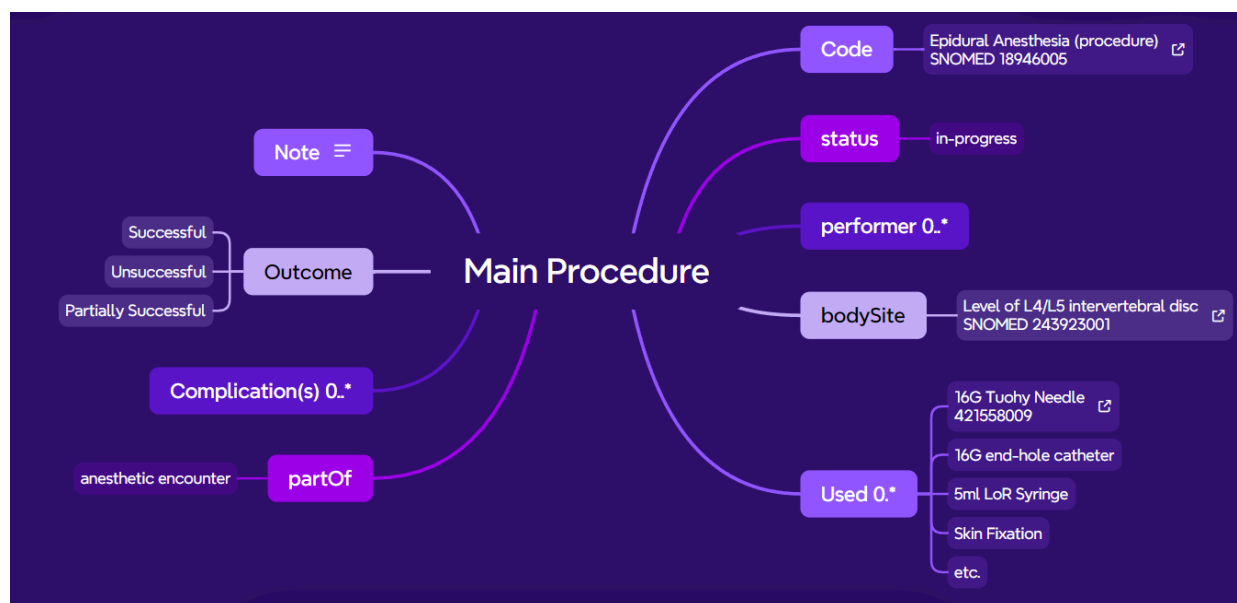 Main Procedure
Code
Epidural Anesthesia (procedure)
SNOMED 18946005
status
in-progress
performer 0..*
bodySite
Level of L4/L5 intervertebral disc
SNOMED 243923001
Used 0.*
16G Tuohy Needle
421558009
16G end-hole catheter
5ml LoR Syringe
Skin Fixation
etc.
Note
Outcome
Successful
Unsuccessful
Partially Successful
Complication(s) 0..*
partOf
anesthetic encounter